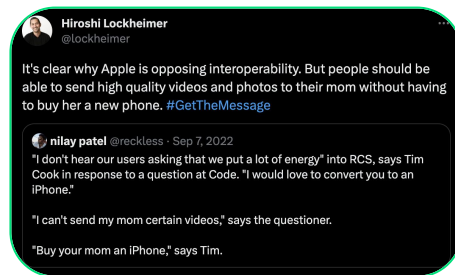 Hiroshi Lockheimer
@lockheimer
It's clear why Apple is opposing interoperability. But people should be
able to send high quality videos and photos to their mom without having
to buy her a new phone. #GetTheMessage
nilay patel @reckless · Sep 7, 2022
"I don't hear our users asking that we put a lot of energy" into RCS, says Tim
Cook in response to a question at Code. "I would love to convert you to an
iPhone."
"I can't send my mom certain videos," says the questioner.
"Buy your mom an iPhone," says Tim.